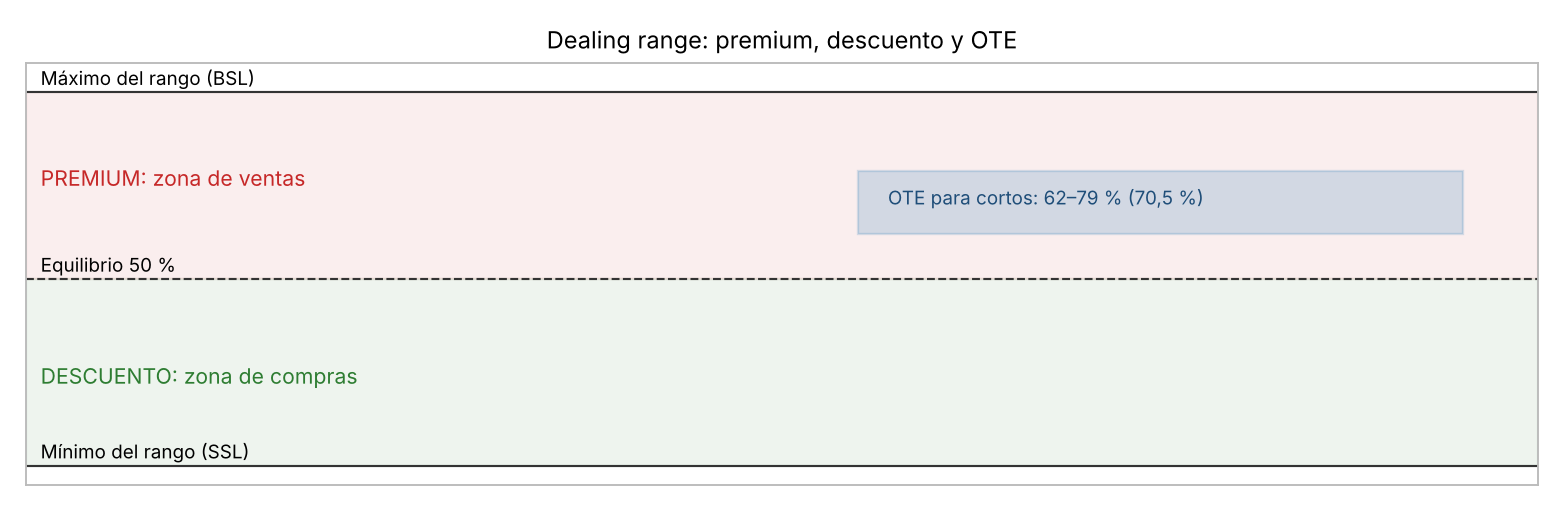 Dealing range: premium, descuento y OTE
Máximo del rango (BSL)
PREMIUM: zona de ventas
OTE para cortos: 62–79 % (70,5 %)
Equilibrio 50 %
DESCUENTO: zona de compras
Mínimo del rango (SSL)